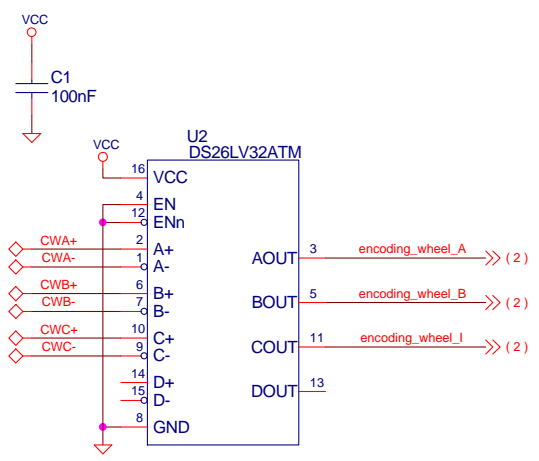 VCC
C1
100nF
VCC
U2
DS26LV32ATM
16 VCC
4 EN
12 ENn
CWA+ 2 A+
CWA- 1 A-
AOUT 3 encoding_wheel_A (2)
CWB+ 6 B+
CWB- 7 B-
BOUT 5 encoding_wheel_B (2)
CWC+ 10 C+
CWC- 9 C-
COUT 11 encoding_wheel_I (2)
14 D+
15 D-
DOUT 13
8 GND